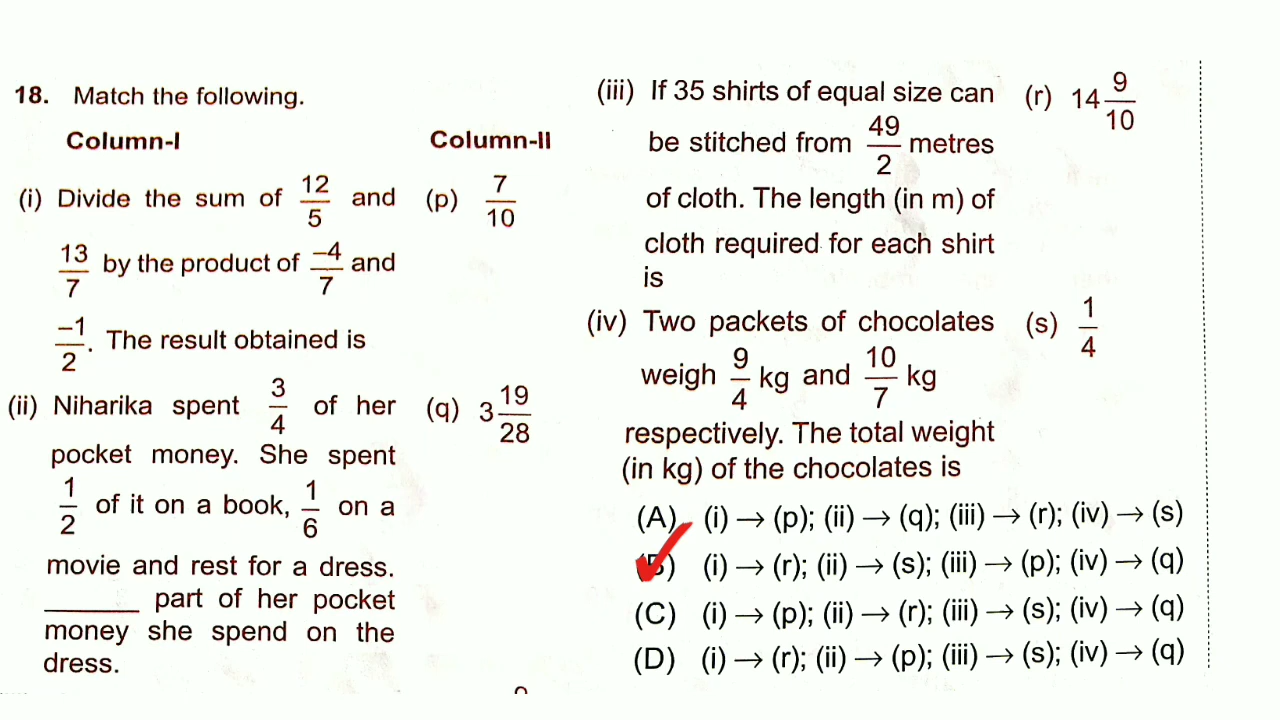 18. Match the following.
Column-I Column-II
(i) Divide the sum of 12/5 and (p) 7/10
13/7 by the product of -4/7 and
-1/2. The result obtained is
(ii) Niharika spent 3/4 of her (q) 3 19/28
pocket money. She spent
1/2 of it on a book, 1/6 on a
movie and rest for a dress.
______ part of her pocket
money she spend on the
dress.
(iii) If 35 shirts of equal size can (r) 14 9/10
be stitched from 49/2 metres
of cloth. The length (in m) of
cloth required for each shirt
is
(iv) Two packets of chocolates (s) 1/4
weigh 9/4 kg and 10/7 kg
respectively. The total weight
(in kg) of the chocolates is
(A) (i) → (p); (ii) → (q); (iii) → (r); (iv) → (s)
(B) (i) → (r); (ii) → (s); (iii) → (p); (iv) → (q)
(C) (i) → (p); (ii) → (r); (iii) → (s); (iv) → (q)
(D) (i) → (r); (ii) → (p); (iii) → (s); (iv) → (q)